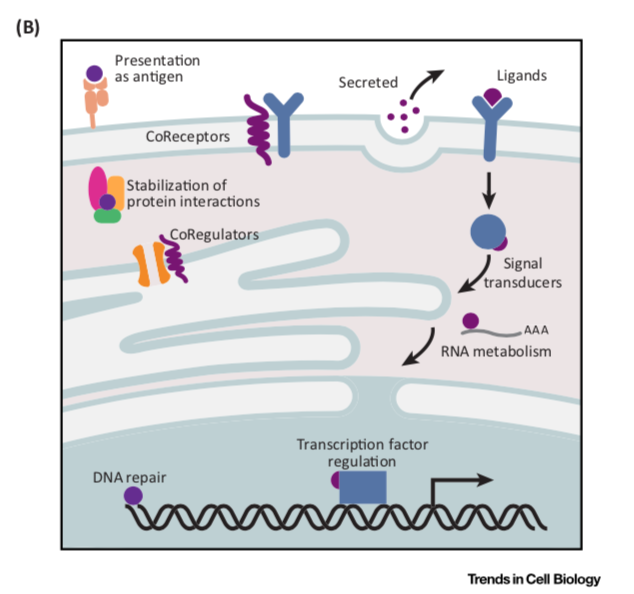 (B)
Presentation
as antigen
Secreted
Ligands
CoReceptors
Stabilization of
protein interactions
CoRegulators
Signal
transducers
AAA
RNA metabolism
Transcription factor
regulation
DNA repair
Trends in Cell Biology